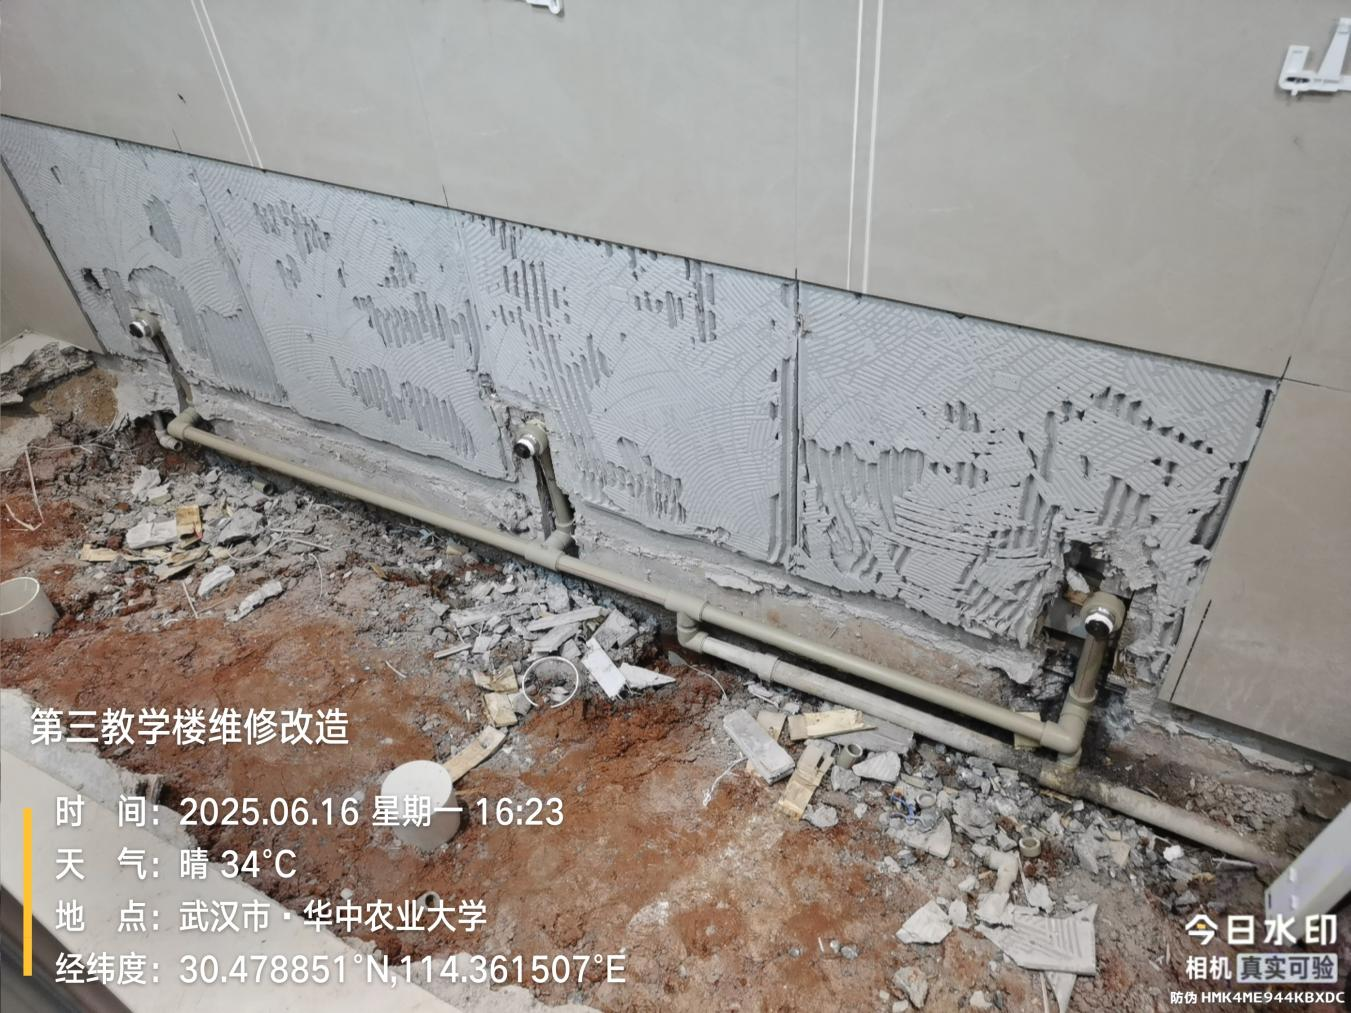 第三教学楼维修改造
时 间：2025.06.16 星期一 16:23
天 气：晴 34°C
地 点：武汉市·华中农业大学
经纬度：30.478851°N,114.361507°E
今日水印
相机 真实可验
防伪 HMK4ME944KBXDC